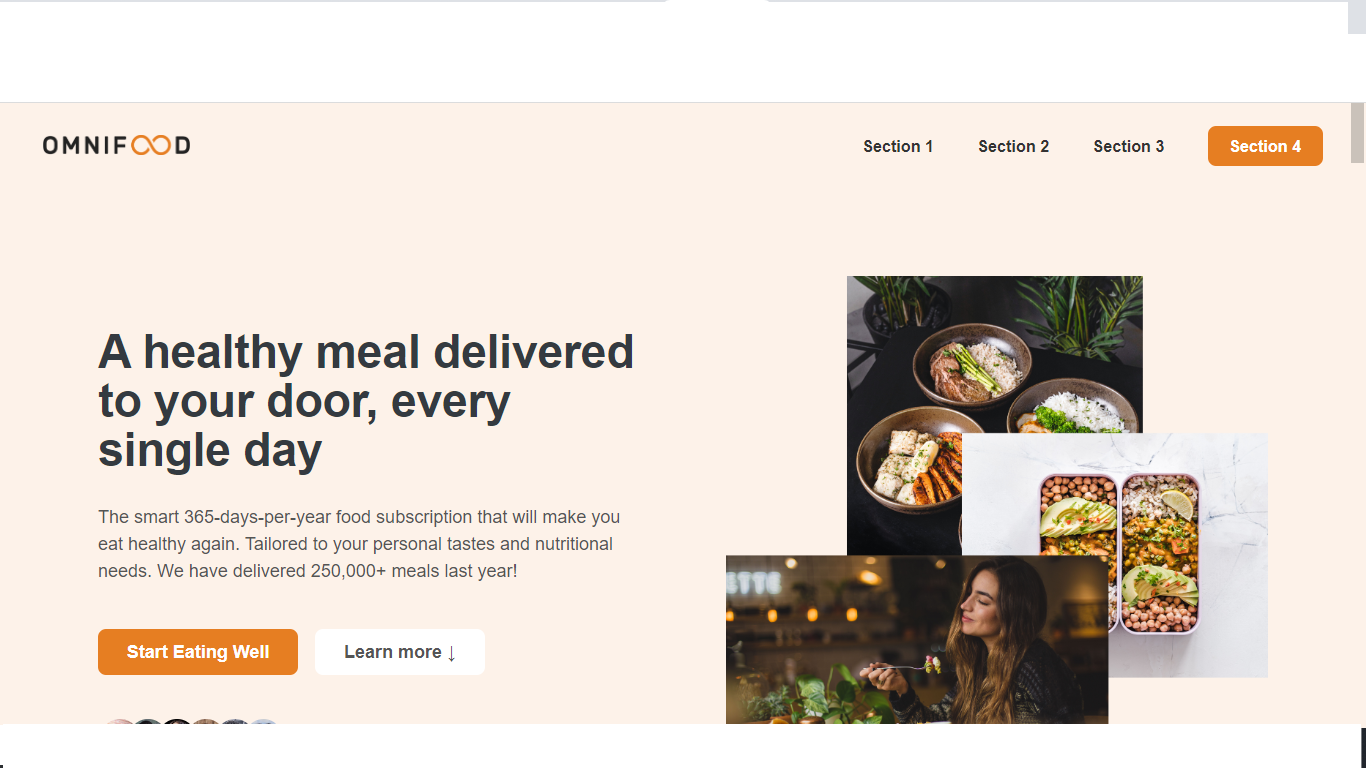 OMNIFOOD
Section 1
Section 2
Section 3
Section 4
A healthy meal delivered
to your door, every
single day
The smart 365-days-per-year food subscription that will make you
eat healthy again. Tailored to your personal tastes and nutritional
needs. We have delivered 250,000+ meals last year!
Start Eating Well
Learn more ↓
ETTE